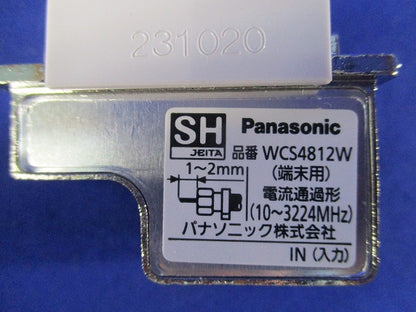 231020
SH
JEITA
Panasonic
品番 WCS4812W
1~2mm
(端末用)
電流通過形
(10~3224MHz)
パナソニック株式会社
IN (入力)